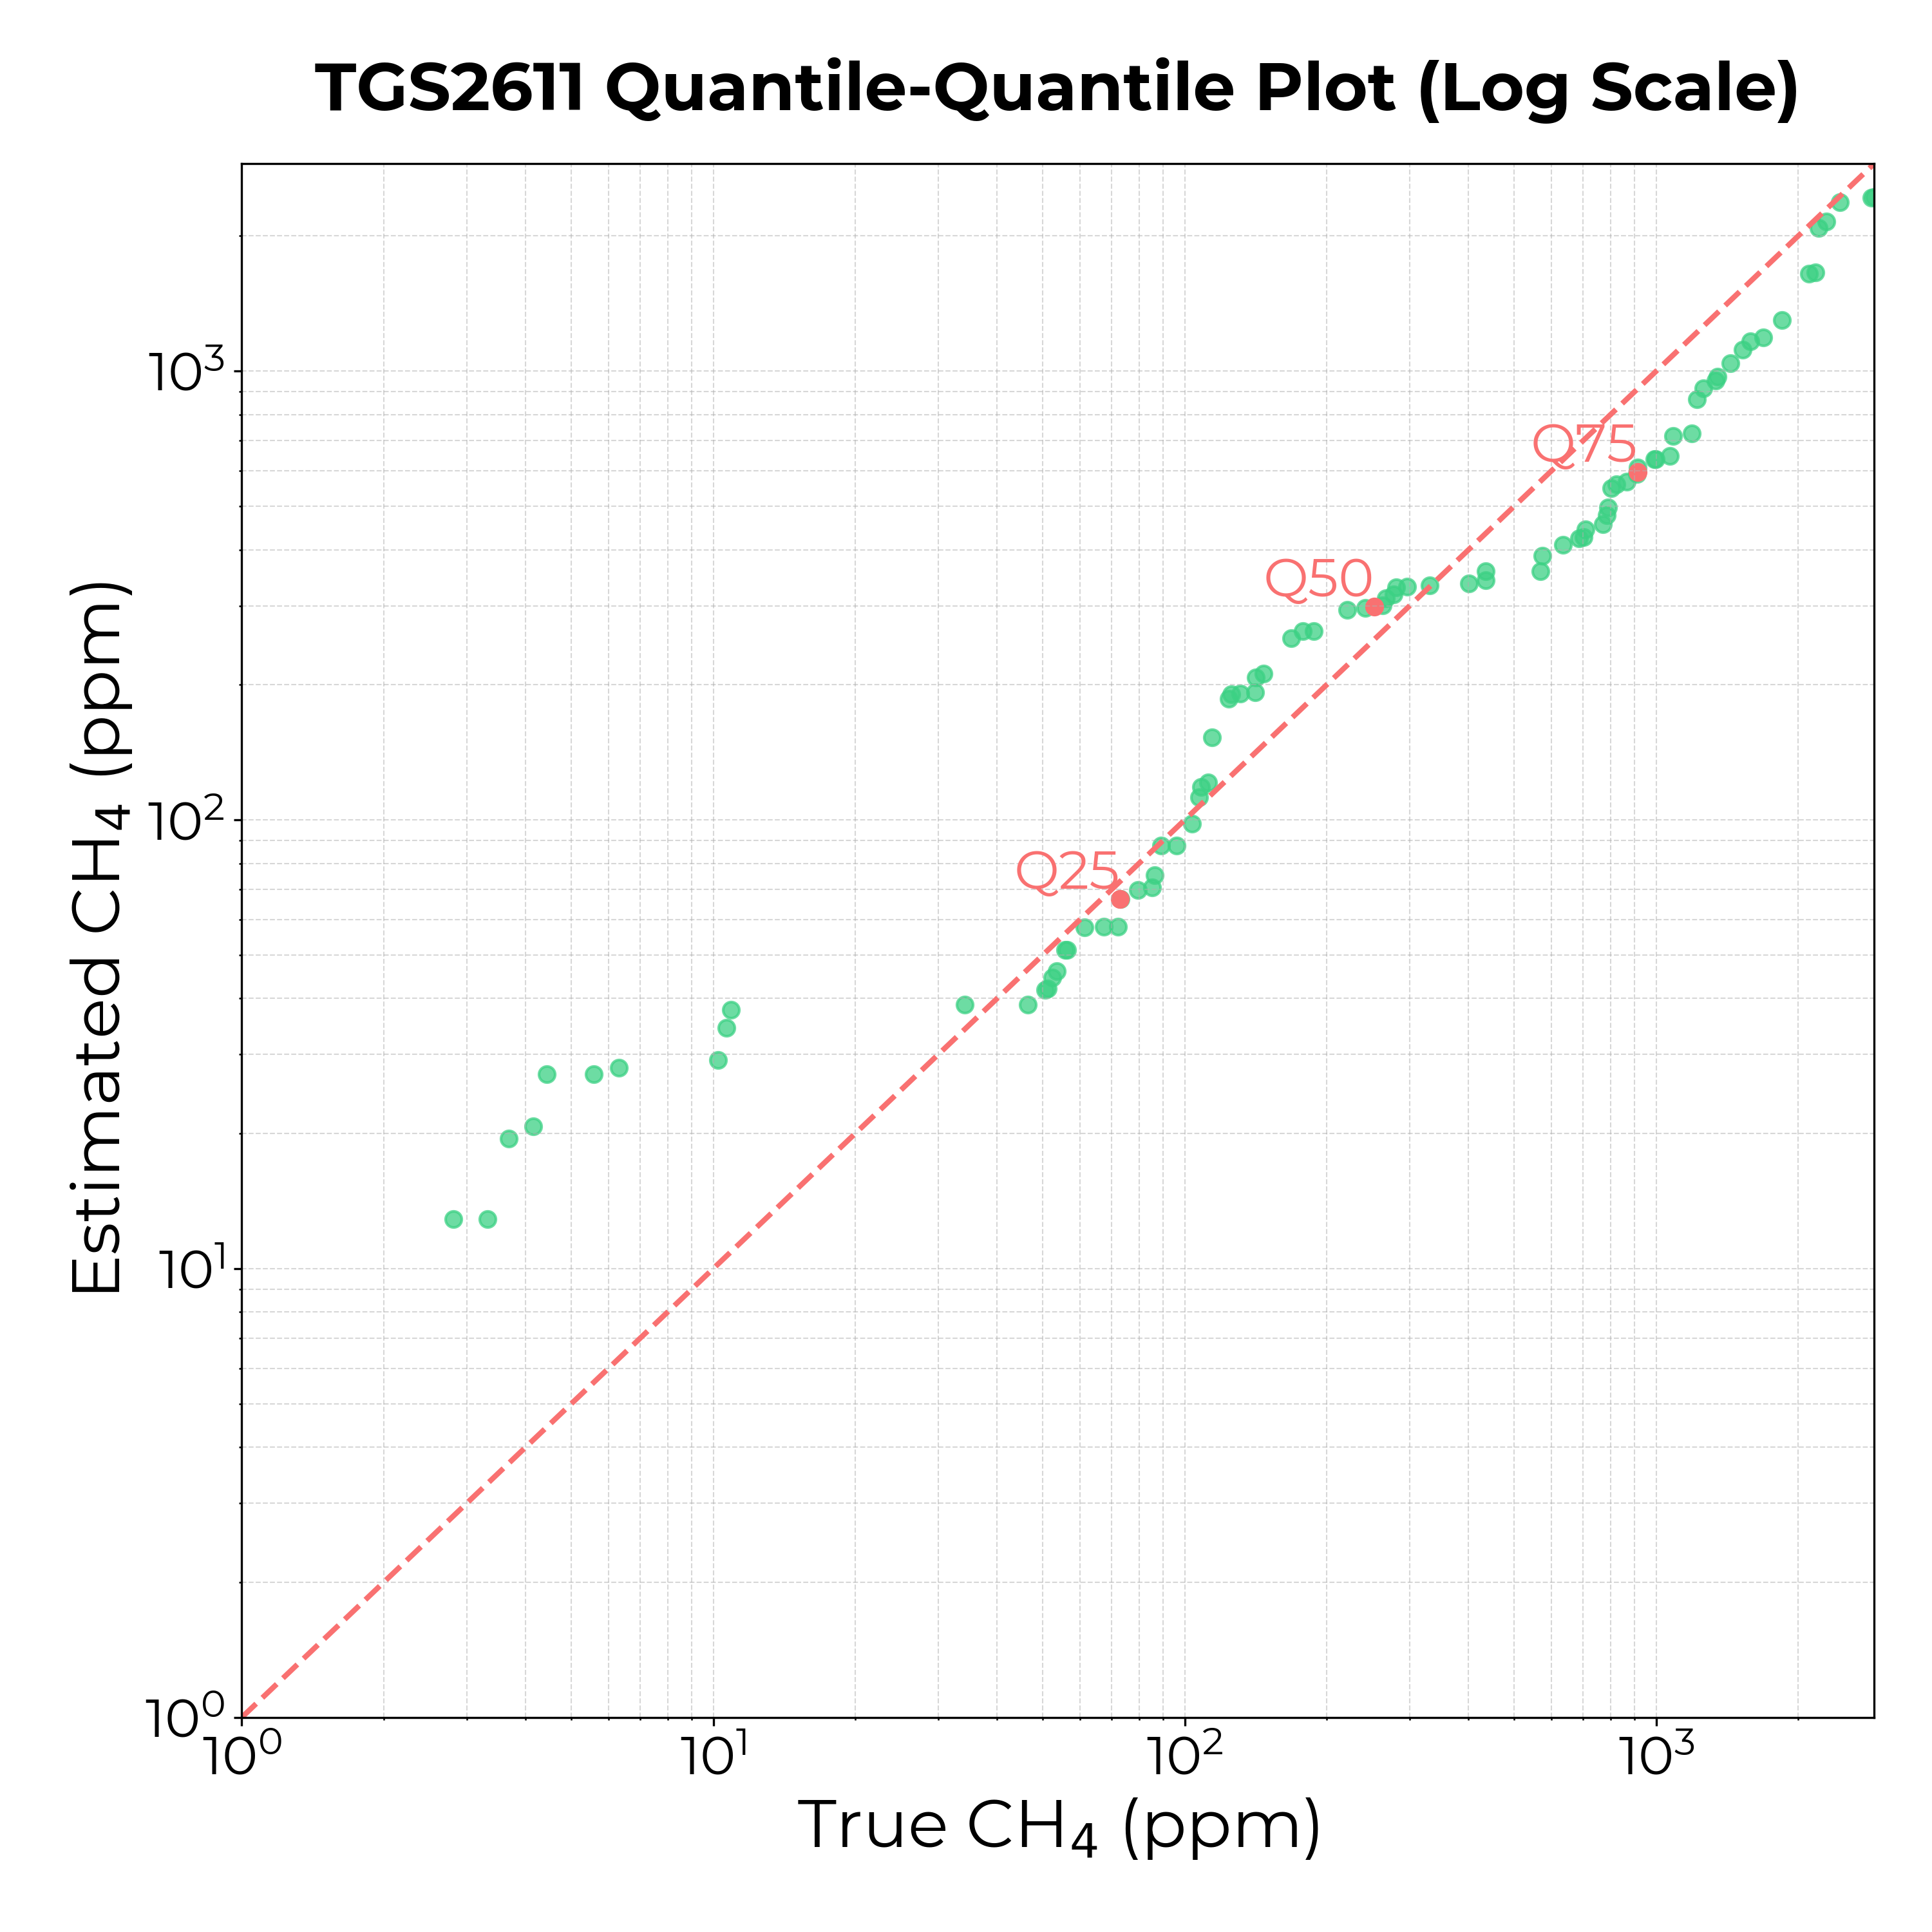 TGS2611 Quantile-Quantile Plot (Log Scale)
Estimated CH₄ (ppm)
10³
10²
10¹
10⁰
Q75
Q50
Q25
10⁰ 10¹ 10² 10³
True CH₄ (ppm)